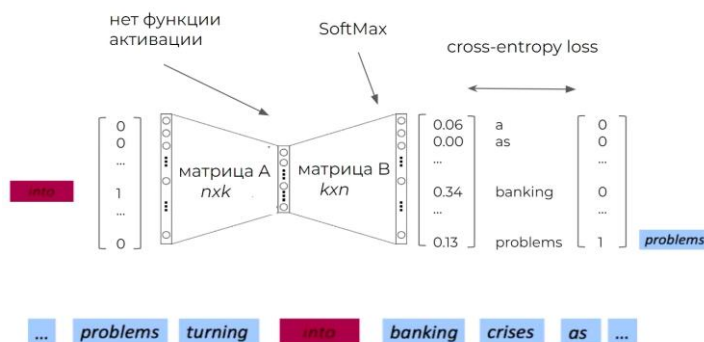 нет функции
активации
SoftMax
cross-entropy loss
into
0
0
...
1
...
0
матрица А
nxk
матрица В
kxn
0.06
0.00
...
0.34
...
0.13
a
as
banking
problems
0
0
...
0
...
1
problems
... problems turning into banking crises as ...